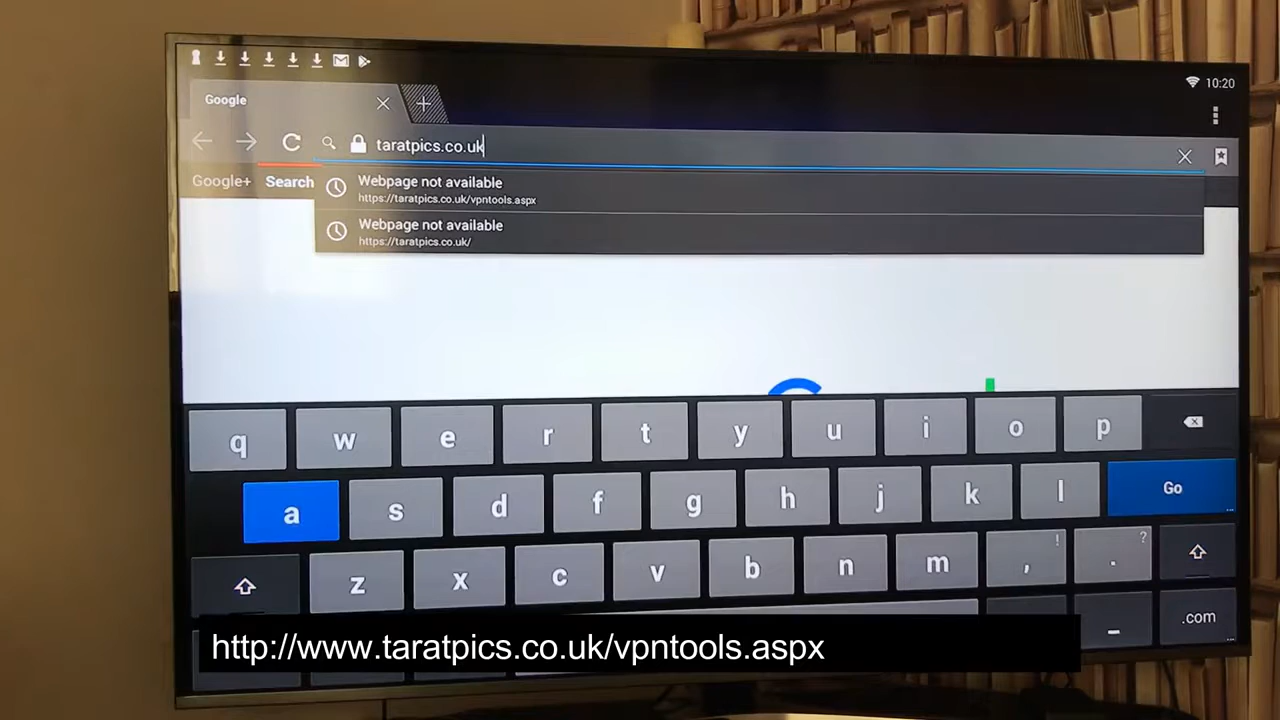 10:20
Google
taratpics.co.uk
Google+ Search
Webpage not available
https://taratpics.co.uk/vpntools.aspx
Webpage not available
https://taratpics.co.uk/
q w e r t y u i o p
a s d f g h j k l Go
z x c v b n m , ! . ?
_ .com
http://www.taratpics.co.uk/vpntools.aspx